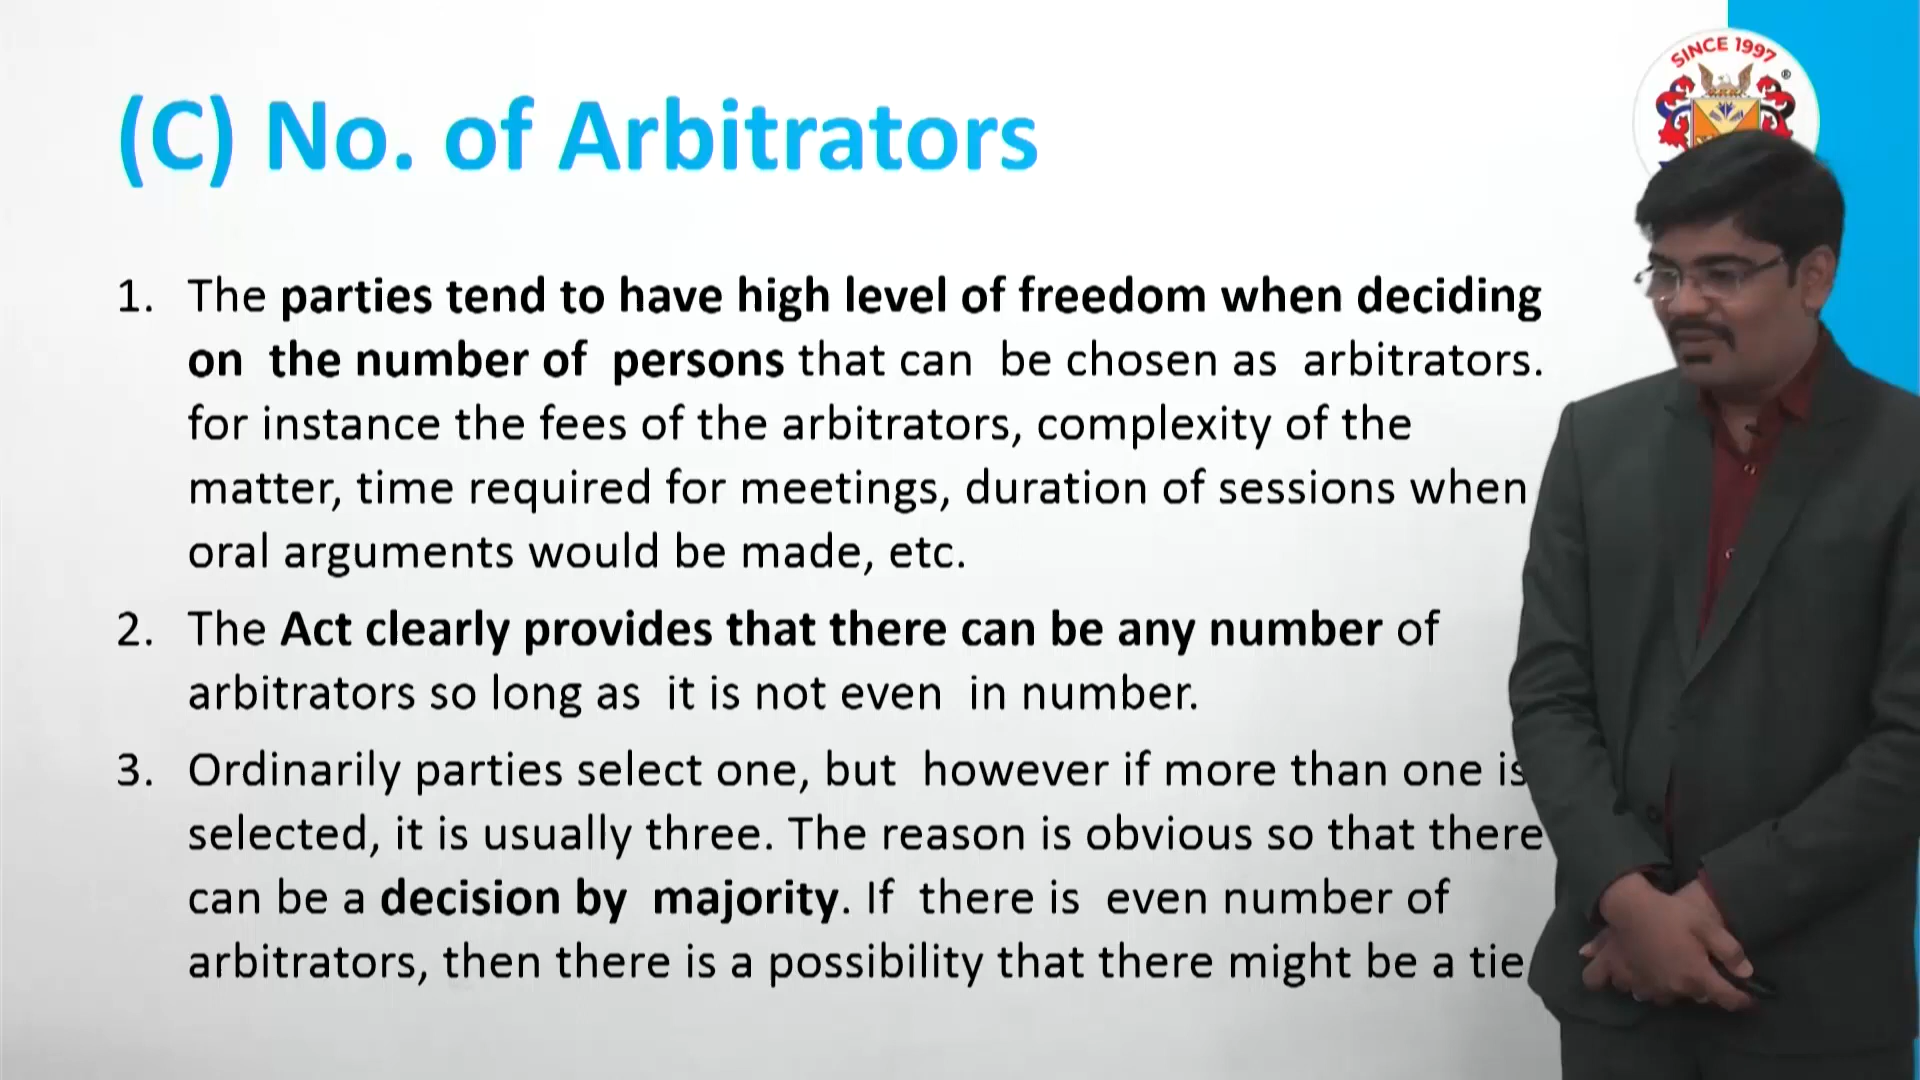 SINCE 1997
®
(C) No. of Arbitrators
1. The parties tend to have high level of freedom when deciding
on the number of persons that can be chosen as arbitrators.
for instance the fees of the arbitrators, complexity of the
matter, time required for meetings, duration of sessions when
oral arguments would be made, etc.
2. The Act clearly provides that there can be any number of
arbitrators so long as it is not even in number.
3. Ordinarily parties select one, but however if more than one is
selected, it is usually three. The reason is obvious so that there
can be a decision by majority. If there is even number of
arbitrators, then there is a possibility that there might be a tie